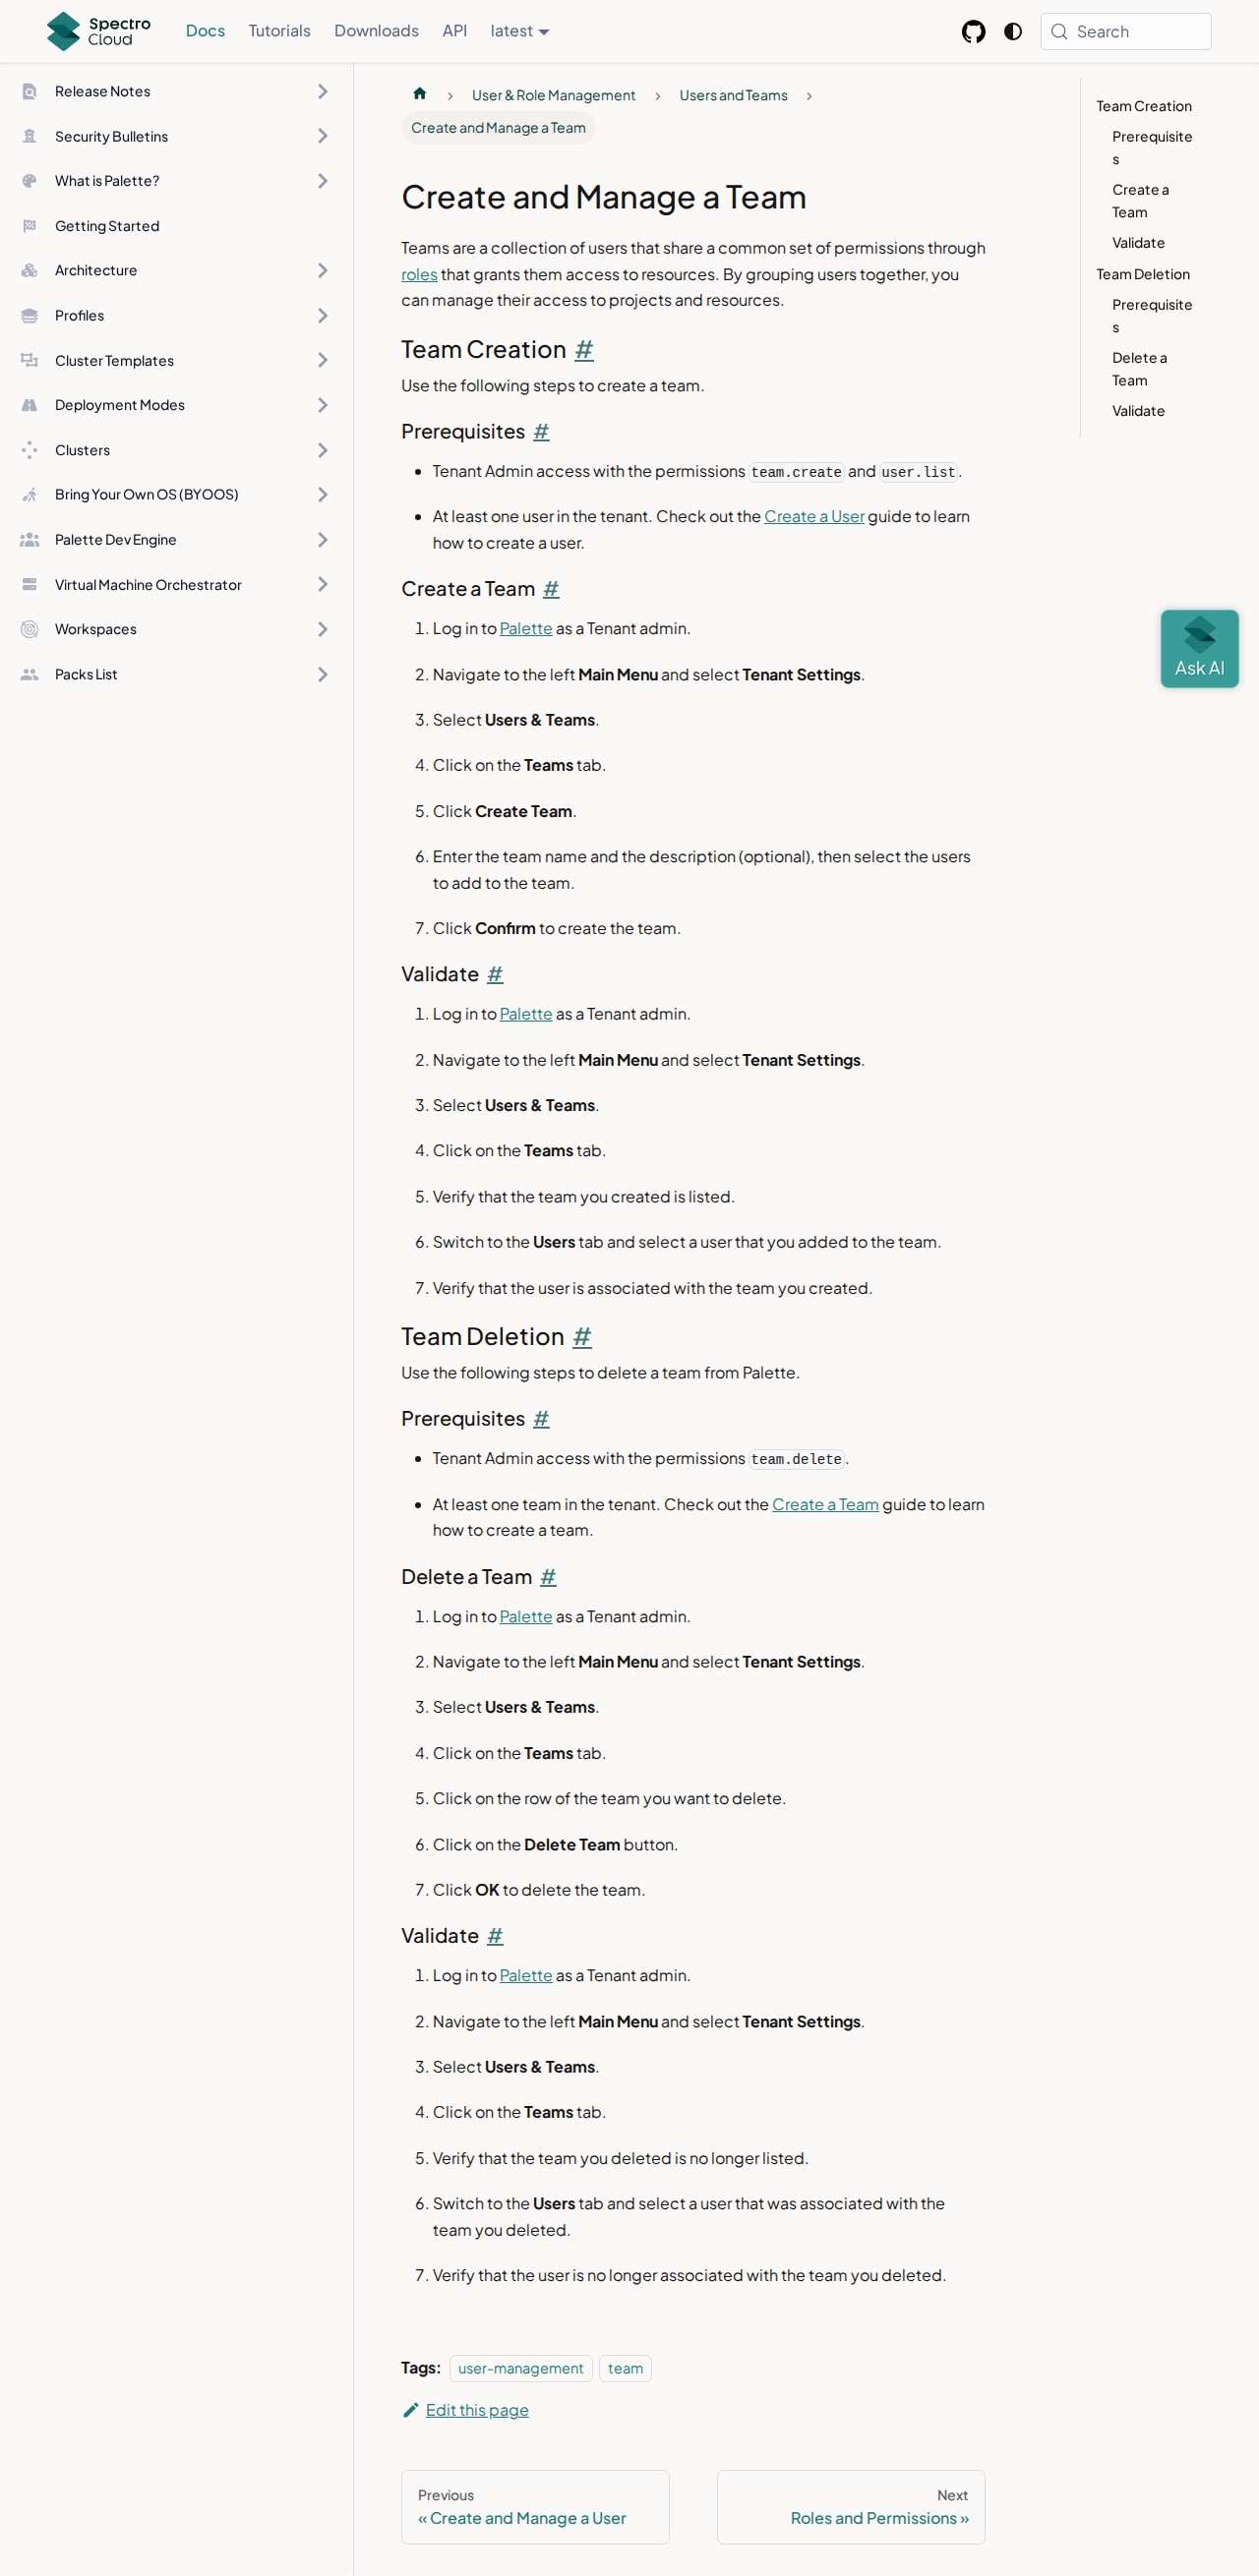 Spectro
Cloud
Docs
Tutorials
Downloads
API
latest
Search
Release Notes
Security Bulletins
What is Palette?
Getting Started
Architecture
Profiles
Cluster Templates
Deployment Modes
Clusters
Bring Your Own OS (BYOOS)
Palette Dev Engine
Virtual Machine Orchestrator
Workspaces
Packs List
User & Role Management
Users and Teams
Create and Manage a Team
Create and Manage a Team
Teams are a collection of users that share a common set of permissions through
roles that grants them access to resources. By grouping users together, you
can manage their access to projects and resources.
Team Creation #
Use the following steps to create a team.
Prerequisites #
Tenant Admin access with the permissions team.create and user.list.
At least one user in the tenant. Check out the Create a User guide to learn
how to create a user.
Create a Team #
1. Log in to Palette as a Tenant admin.
2. Navigate to the left Main Menu and select Tenant Settings.
3. Select Users & Teams.
4. Click on the Teams tab.
5. Click Create Team.
6. Enter the team name and the description (optional), then select the users
to add to the team.
7. Click Confirm to create the team.
Validate #
1. Log in to Palette as a Tenant admin.
2. Navigate to the left Main Menu and select Tenant Settings.
3. Select Users & Teams.
4. Click on the Teams tab.
5. Verify that the team you created is listed.
6. Switch to the Users tab and select a user that you added to the team.
7. Verify that the user is associated with the team you created.
Team Deletion #
Use the following steps to delete a team from Palette.
Prerequisites #
Tenant Admin access with the permissions team.delete.
At least one team in the tenant. Check out the Create a Team guide to learn
how to create a team.
Delete a Team #
1. Log in to Palette as a Tenant admin.
2. Navigate to the left Main Menu and select Tenant Settings.
3. Select Users & Teams.
4. Click on the Teams tab.
5. Click on the row of the team you want to delete.
6. Click on the Delete Team button.
7. Click OK to delete the team.
Validate #
1. Log in to Palette as a Tenant admin.
2. Navigate to the left Main Menu and select Tenant Settings.
3. Select Users & Teams.
4. Click on the Teams tab.
5. Verify that the team you deleted is no longer listed.
6. Switch to the Users tab and select a user that was associated with the
team you deleted.
7. Verify that the user is no longer associated with the team you deleted.
Tags: user-management team
Edit this page
Previous
« Create and Manage a User
Next
Roles and Permissions »
Team Creation
Prerequisite
s
Create a
Team
Validate
Team Deletion
Prerequisite
s
Delete a
Team
Validate
Ask AI